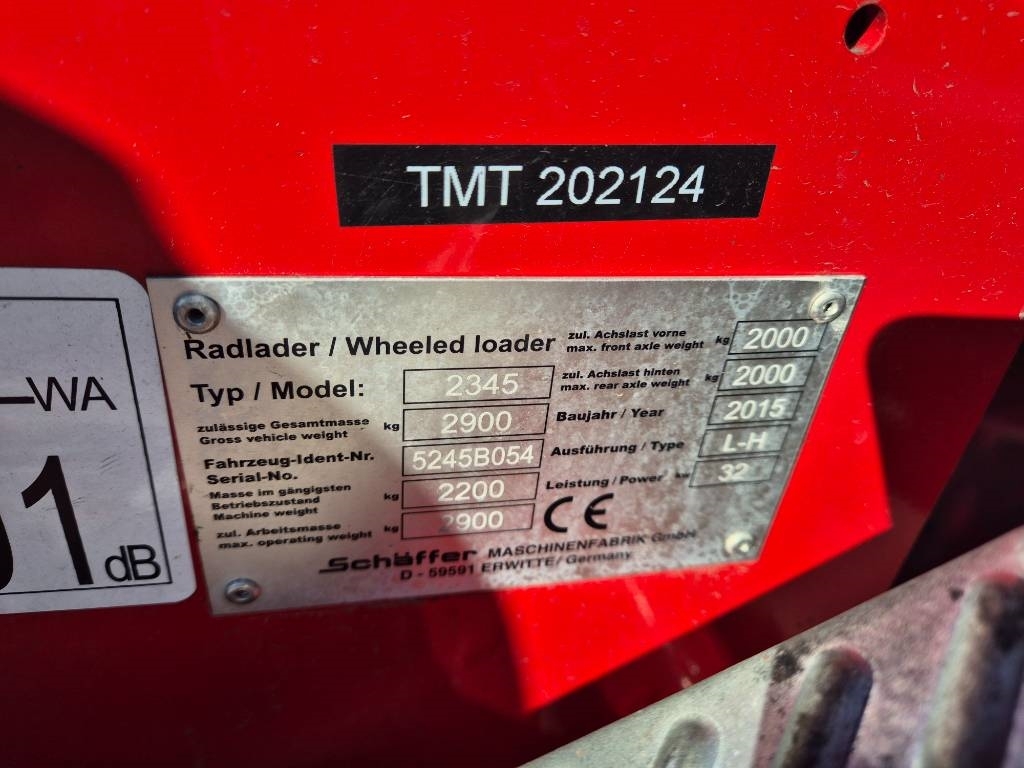 TMT 202124
Radlader / Wheeled loader
zul. Achslast vorne
max. front axle weight kg 2000
Typ / Model: 2345
zul. Achslast hinten
max. rear axle weight kg 2000
zulässige Gesamtmasse
Gross vehicle weight kg 2900
Baujahr / Year 2015
Fahrzeug-Ident-Nr.
Serial-No. 5245B054
Ausführung / Type L-H
Masse im gängigsten
Betriebszustand
Machine weight kg 2200
Leistung / Power kw 32
zul. Arbeitsmasse
max. operating weight kg 2900
CE
Schäffer MASCHINENFABRIK GmbH
D - 59591 ERWITTE / Germany
WA
1 dB